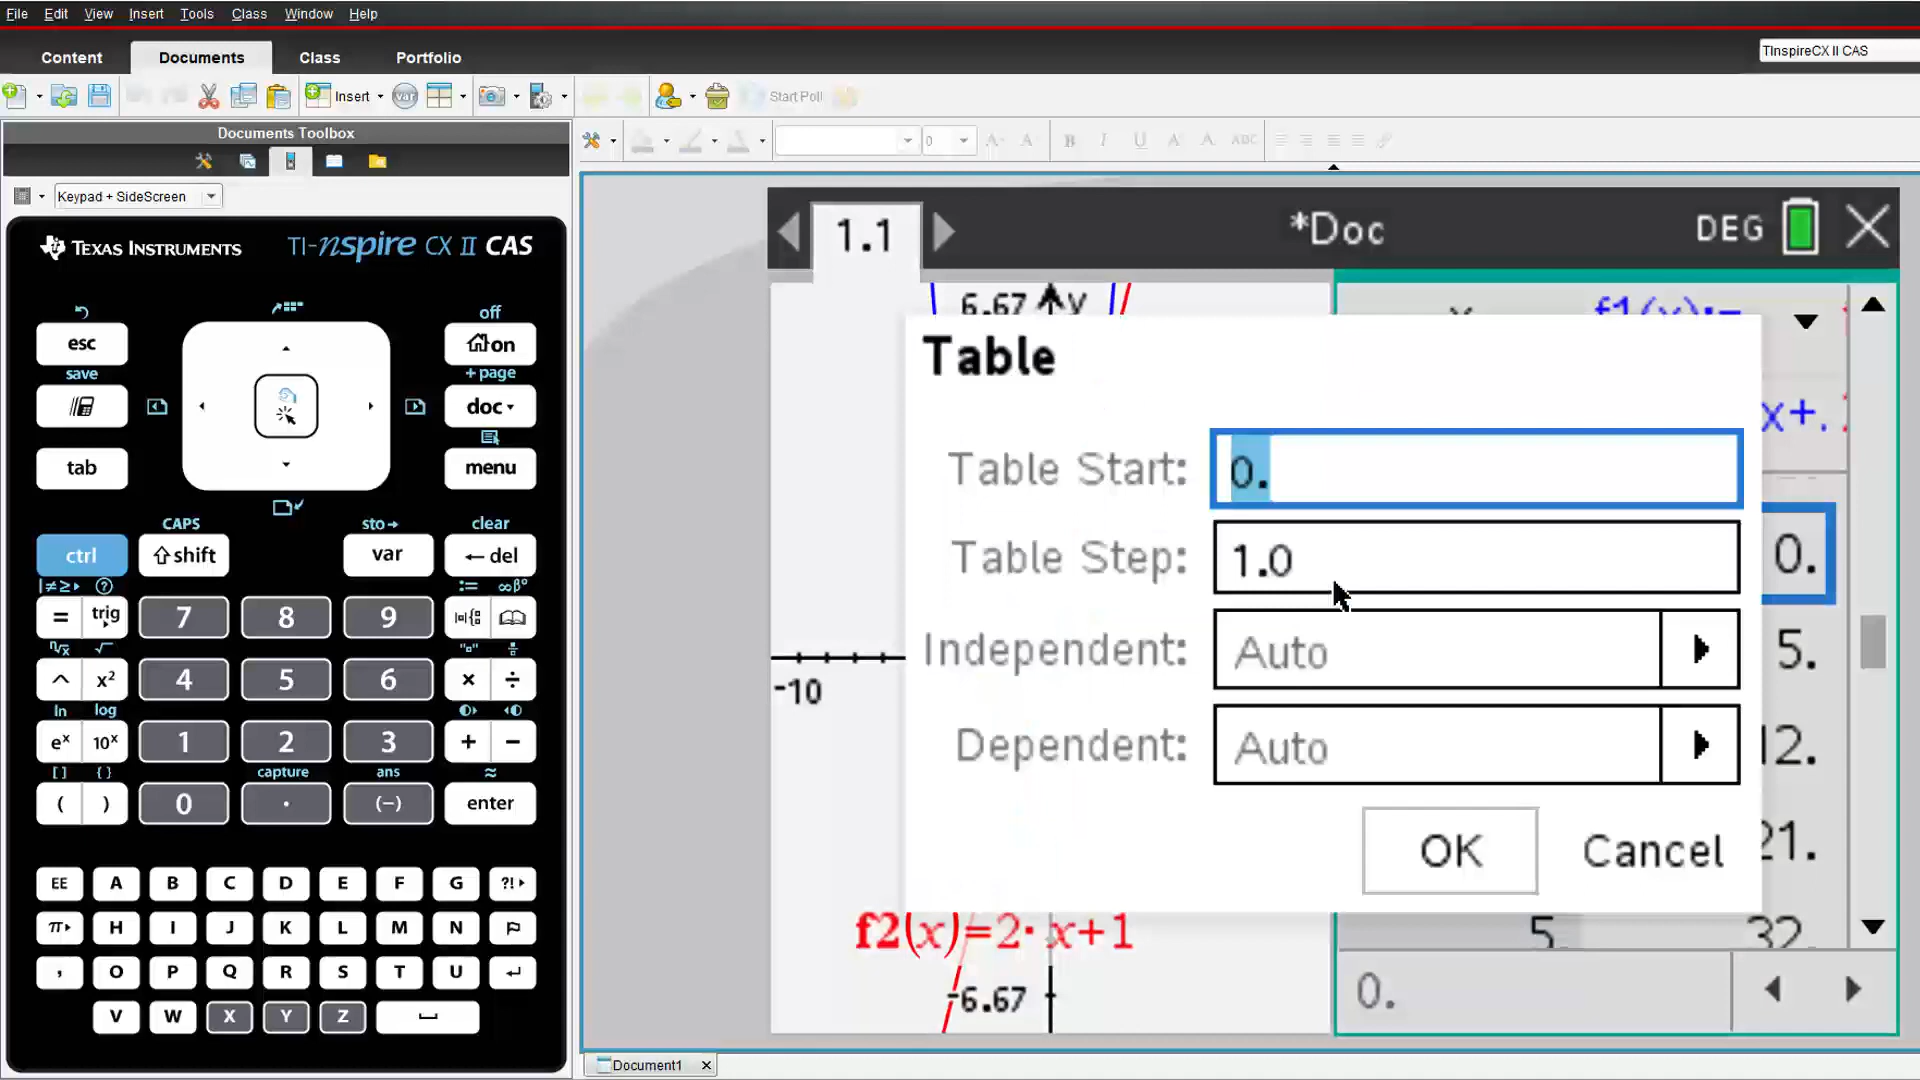 File Edit View Insert Tools Class Window Help
Content Documents Class Portfolio
TInspireCX II CAS
Insert var Start Poll
Documents Toolbox
0 A A B I U A A ABC
Keypad + SideScreen
TEXAS INSTRUMENTS TI-nspire CX II CAS
off
esc on
save + page
doc
tab menu
CAPS sto→ clear
ctrl shift var ← del
= trig 7 8 9
^ x² 4 5 6 × ÷
ln log
eˣ 10ˣ 1 2 3 + −
[ ] { } capture ans ≈
( ) 0 . (−) enter
EE A B C D E F G ?!
π H I J K L M N
, O P Q R S T U
V W X Y Z
1.1 *Doc DEG
6.67 y
Table
Table Start: 0.
x+.
Table Step: 1.0
0.
Independent: Auto
5.
-10
Dependent: Auto
12.
OK Cancel
21.
f2(x)=2·x+1
5. 32.
-6.67
0.
Document1